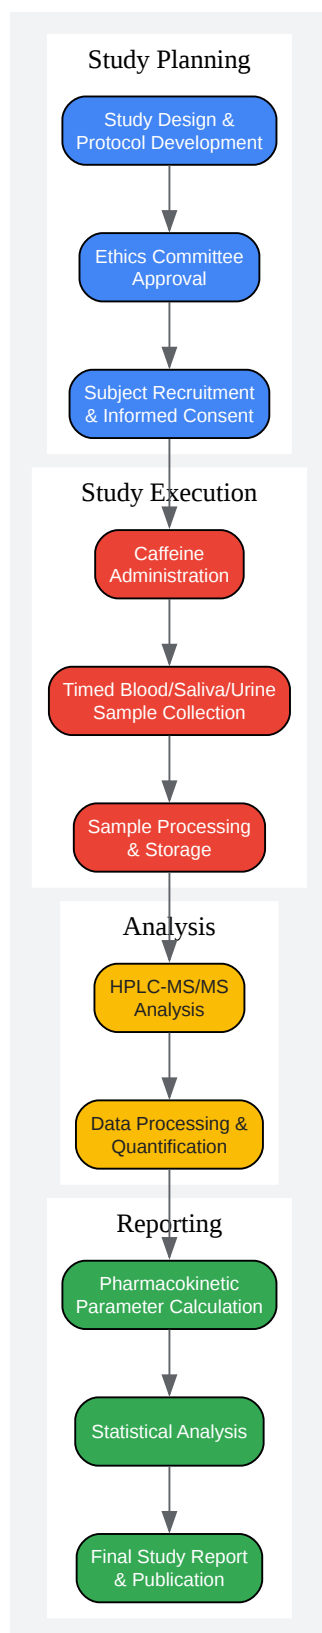 Study Planning
Study Design &
Protocol Development
Ethics Committee
Approval
Subject Recruitment
& Informed Consent
Study Execution
Caffeine
Administration
Timed Blood/Saliva/Urine
Sample Collection
Sample Processing
& Storage
Analysis
HPLC-MS/MS
Analysis
Data Processing &
Quantification
Reporting
Pharmacokinetic
Parameter Calculation
Statistical Analysis
Final Study Report
& Publication